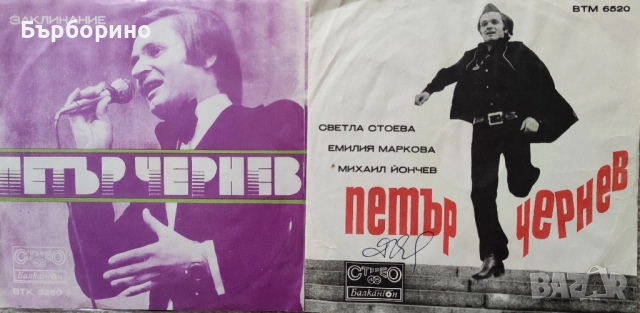 ЗАКЛИНАНИЕ
Бърборино
ПЕТЪР ЧЕРНЕВ
СТЕРЕО
Балкантон
ВТК 3260
ВТМ 6520
СВЕТЛА СТОЕВА
ЕМИЛИЯ МАРКОВА
* МИХАИЛ ЙОНЧЕВ
ПЕТЪР ЧЕРНЕВ
СТЕРЕО
Балкантон
BAZAR